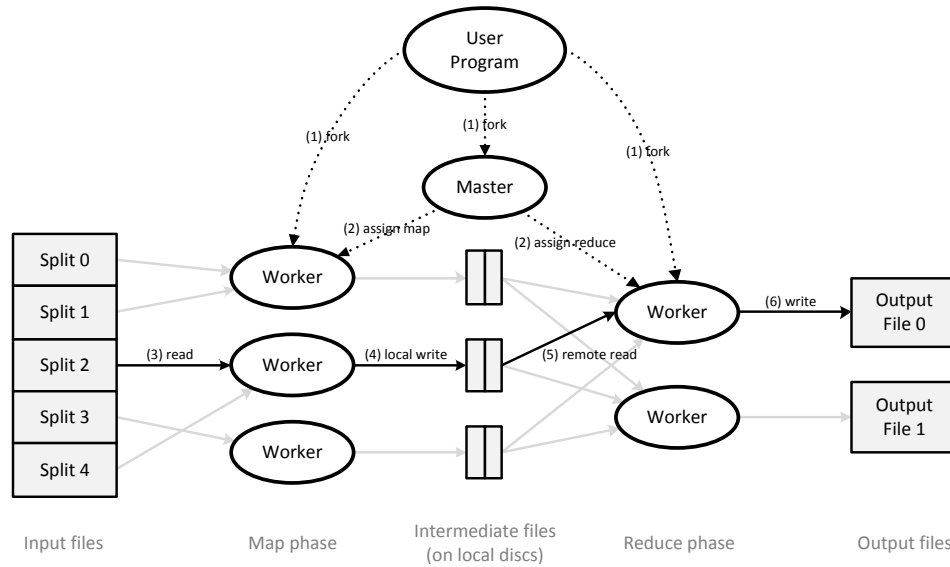 User
Program
(1) fork
(1) fork
(1) fork
Master
(2) assign map
(2) assign reduce
Split 0
Split 1
Split 2
Split 3
Split 4
(3) read
Worker
Worker
Worker
(4) local write
(5) remote read
Worker
Worker
(6) write
Output
File 0
Output
File 1
Input files
Map phase
Intermediate files
(on local discs)
Reduce phase
Output files